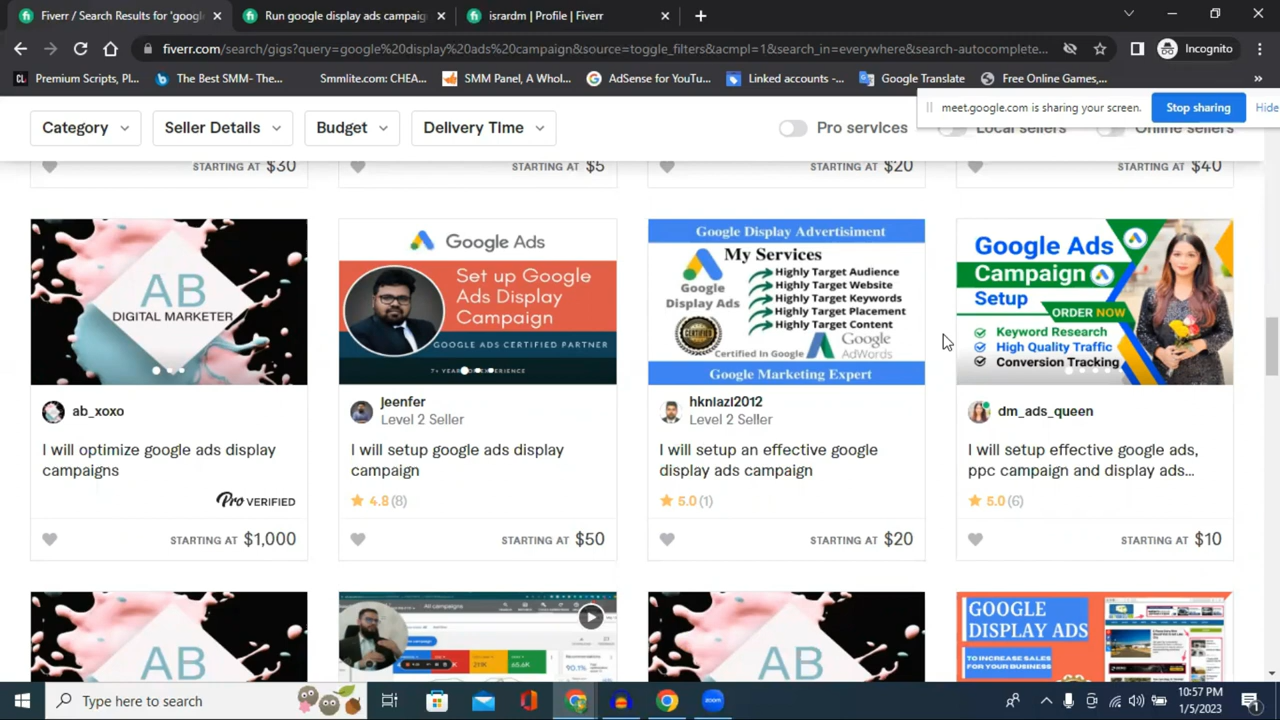 Fiverr / Search Results for 'googl
Run google display ads campaig
isrardm | Profile | Fiverr
fiverr.com/search/gigs?query=google%20display%20ads%20campaign&source=toggle_filters&acmpl=1&search_in=everywhere&search-autocomplete...
Incognito
Premium Scripts, Pl...
The Best SMM- The...
Smmlite.com: CHEA...
SMM Panel, A Whol...
AdSense for YouTu...
Linked accounts -...
Google Translate
Free Online Games,...
meet.google.com is sharing your screen.
Stop sharing
Hide
Category
Seller Details
Budget
Delivery Time
Pro services
Local sellers
Online sellers
STARTING AT $30
STARTING AT $5
STARTING AT $20
STARTING AT $40
AB
DIGITAL MARKETER
ab_xoxo
I will optimize google ads display
campaigns
Pro VERIFIED
STARTING AT $1,000
Google Ads
Set up Google
Ads Display
Campaign
GOOGLE ADS CERTIFIED PARTNER
jeenfer
Level 2 Seller
I will setup google ads display
campaign
4.8 (8)
STARTING AT $50
Google Display Advertisiment
My Services
Google
Display Ads
Highly Target Audience
Highly Target Website
Highly Target Keywords
Highly Target Placement
Highly Target Content
CERTIFIED
Certified In Google
Google
AdWords
Google Marketing Expert
hkniazi2012
Level 2 Seller
I will setup an effective google
display ads campaign
5.0 (1)
STARTING AT $20
Google Ads
Campaign
Setup
ORDER NOW
Keyword Research
High Quality Traffic
Conversion Tracking
dm_ads_queen
I will setup effective google ads,
ppc campaign and display ads...
5.0 (6)
STARTING AT $10
AB
All campaigns
90.1%
AB
GOOGLE
DISPLAY ADS
TO INCREASE SALES
FOR YOUR BUSINESS
Type here to search
zoom
10:57 PM
1/5/2023